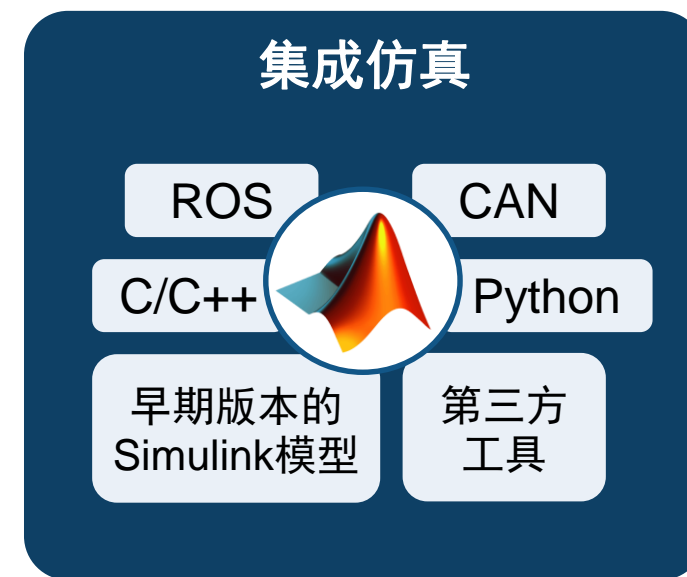 集成仿真
ROS
CAN
C/C++
Python
早期版本的
Simulink模型
第三方
工具